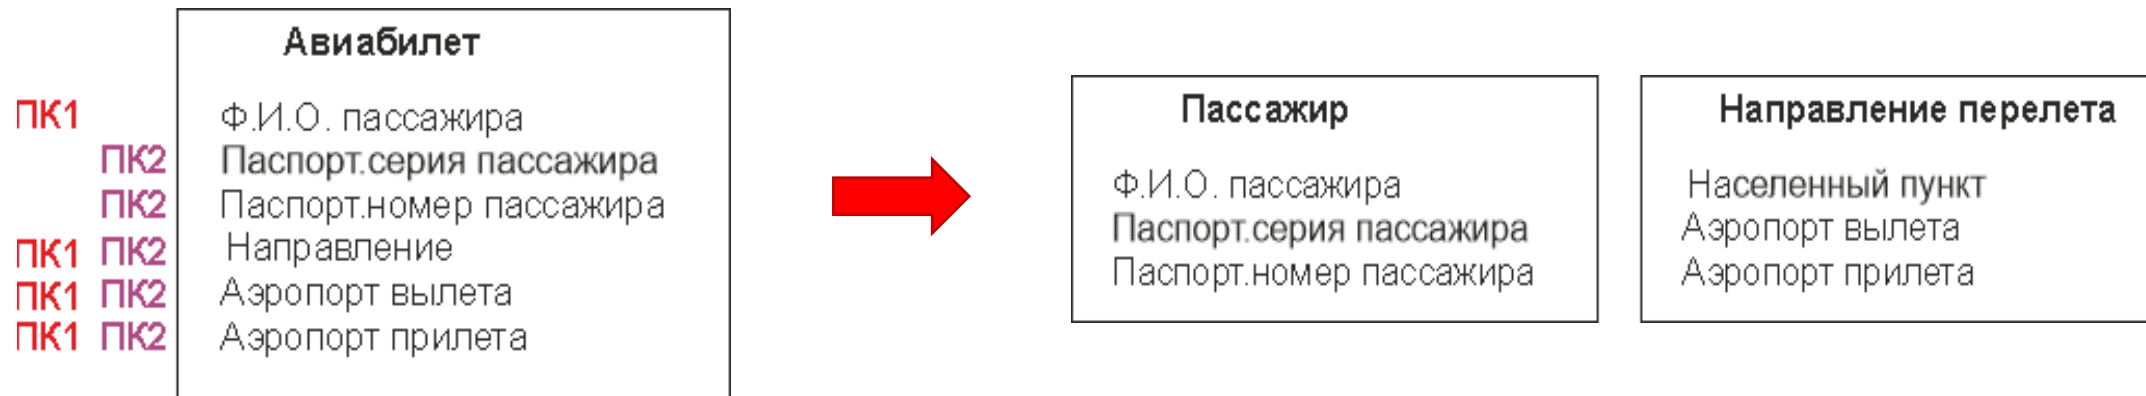 Авиабилет
ПК1 Ф.И.О. пассажира
ПК2 Паспорт.серия пассажира
ПК2 Паспорт.номер пассажира
ПК1 ПК2 Направление
ПК1 ПК2 Аэропорт вылета
ПК1 ПК2 Аэропорт прилета
Пассажир
Ф.И.О. пассажира
Паспорт.серия пассажира
Паспорт.номер пассажира
Направление перелета
Населенный пункт
Аэропорт вылета
Аэропорт прилета